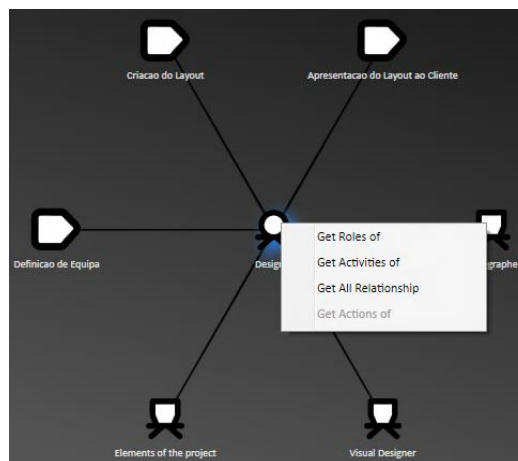 Criacao do Layout
Apresentacao do Layout ao Cliente
Get Roles of
Get Activities of
Get All Relationship
Get Actions of
Definicao de Equipa
Elements of the project
Visual Designer